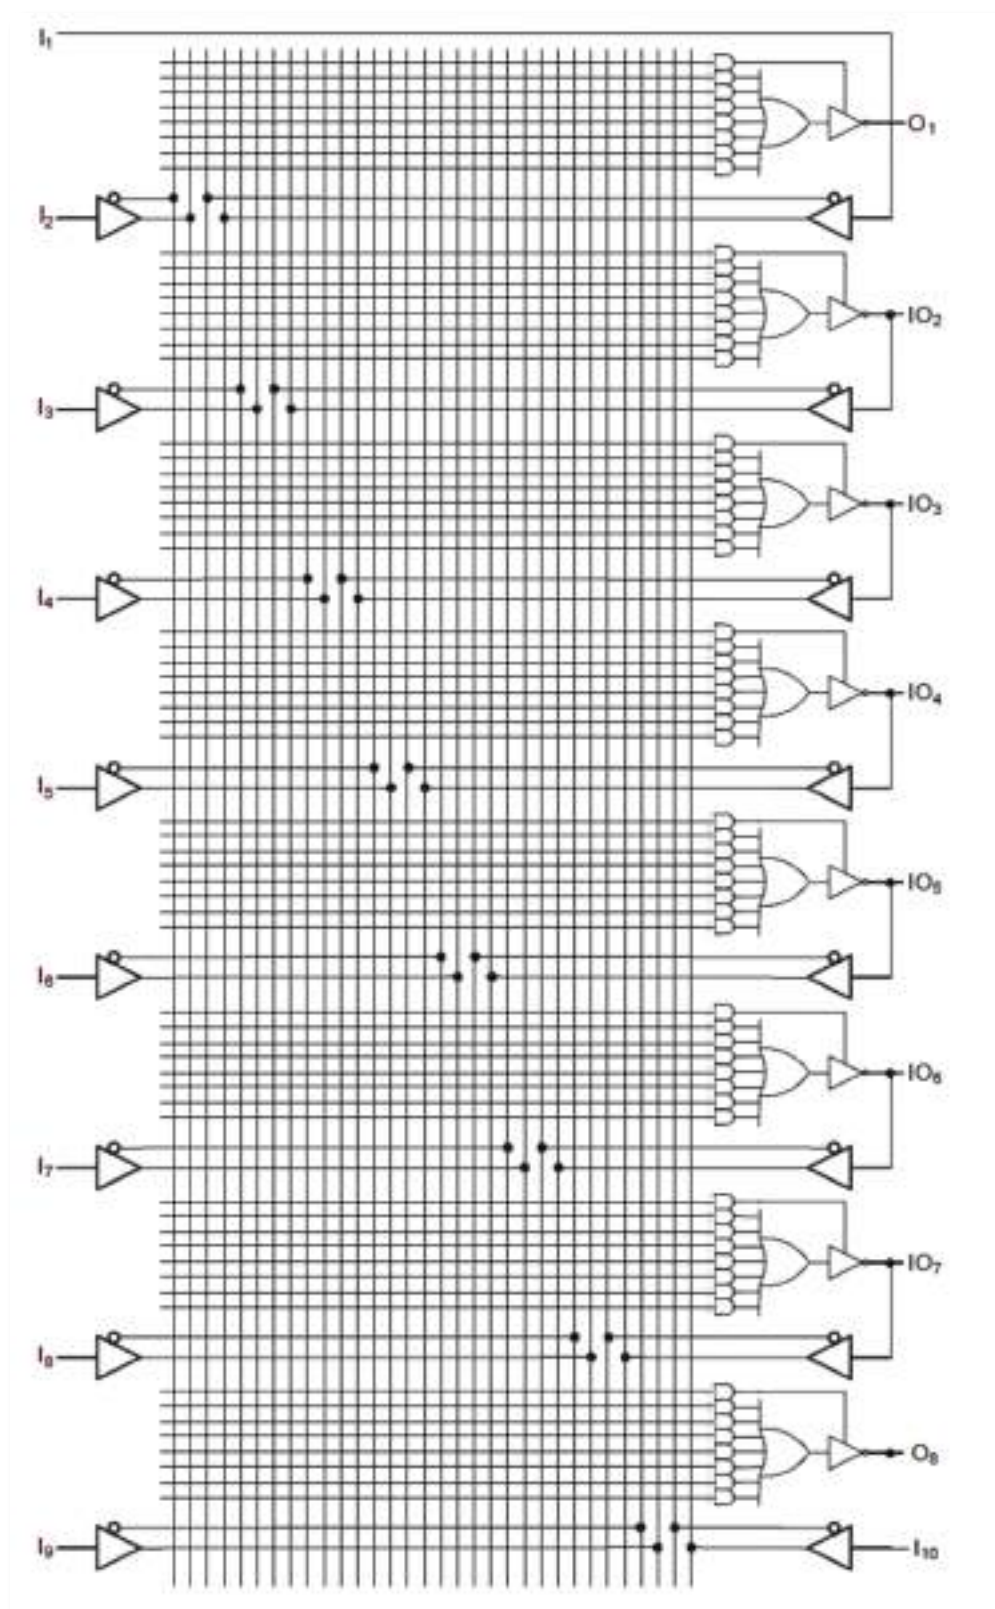 I₁
O₁
I₂
IO₂
I₃
IO₃
I₄
IO₄
I₅
IO₅
I₆
IO₆
I₇
IO₇
I₈
O₈
I₉
I₁₀